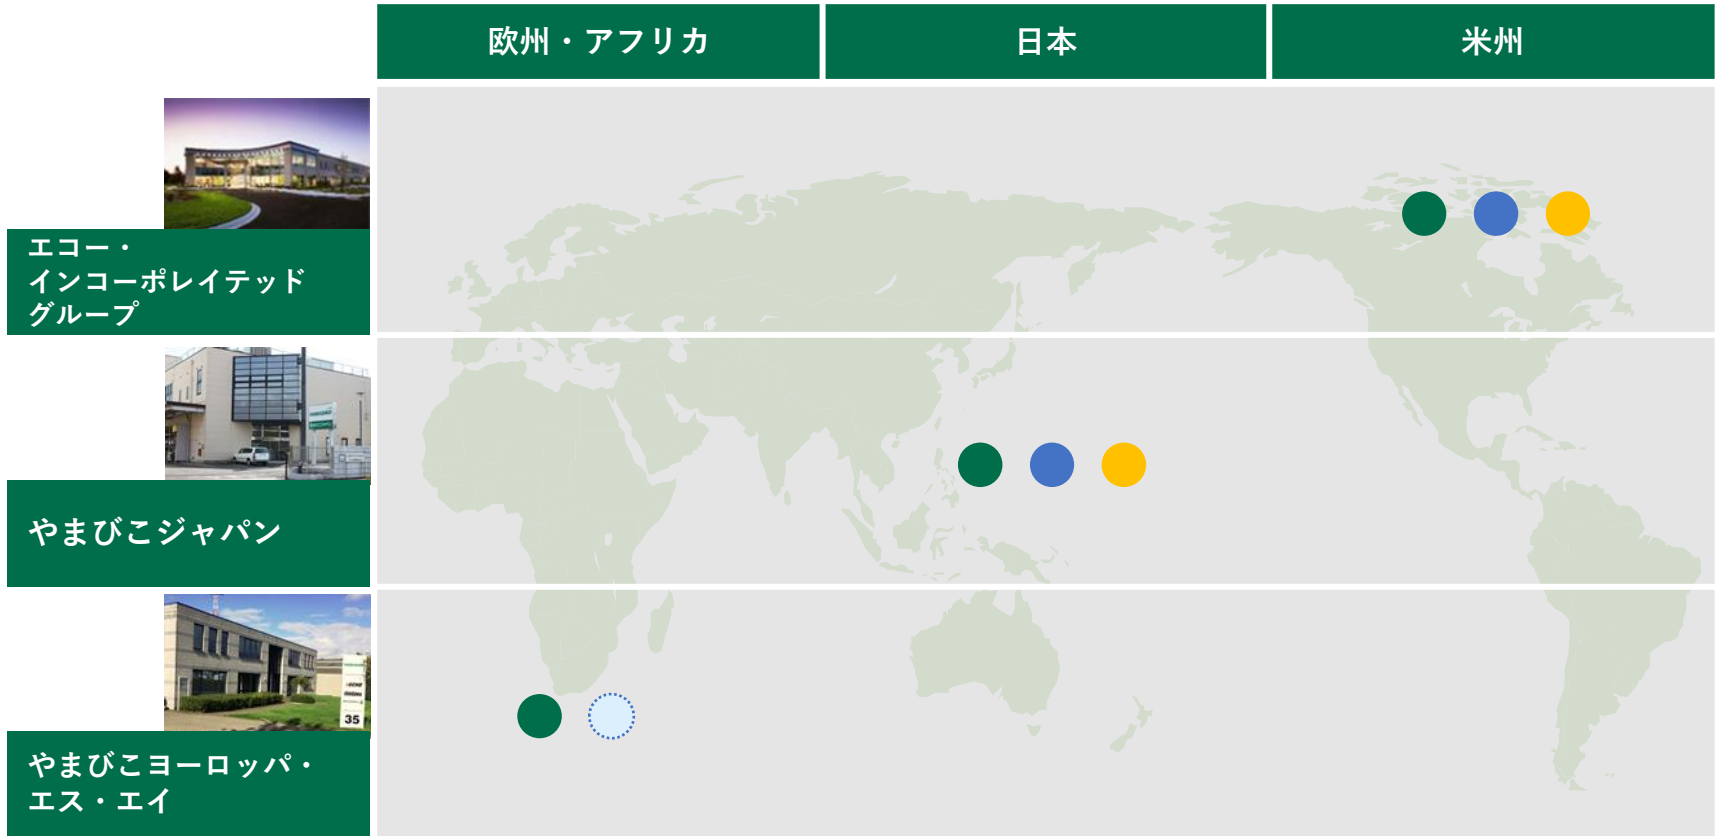 欧州・アフリカ
日本
米州
エコー・
インコーポレイテッド
グループ
やまびこジャパン
35
やまびこヨーロッパ・
エス・エイ